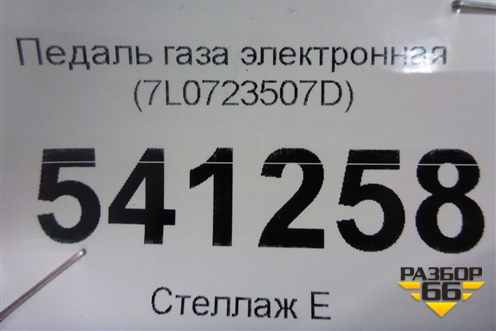 Педаль газа электронная
(7L0723507D)
541258
Стеллаж Е
РАЗБОР
66